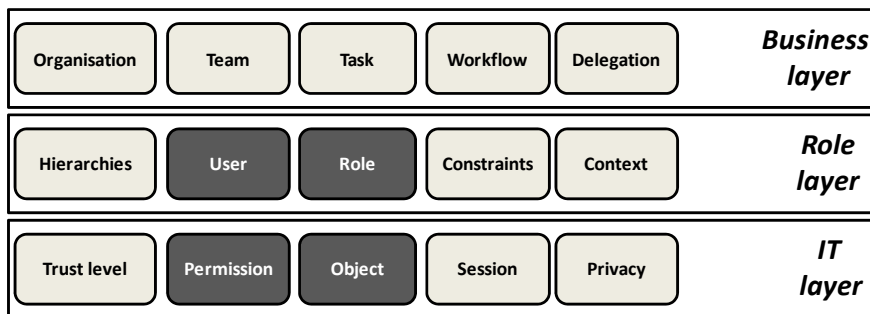 Organisation Team Task Workflow Delegation Business
layer
Hierarchies User Role Constraints Context Role
layer
Trust level Permission Object Session Privacy IT
layer